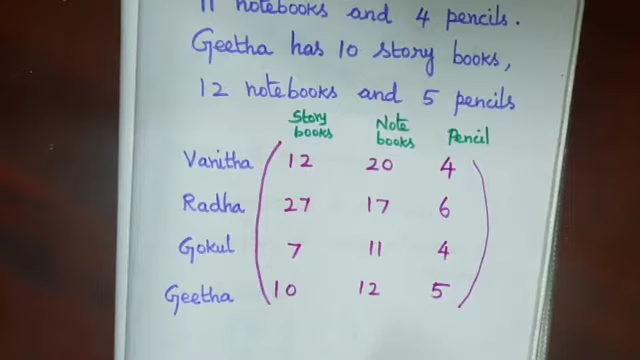 11 notebooks and 4 pencils.
Geetha has 10 story books,
12 notebooks and 5 pencils
Story books Note books Pencil
Vanitha 12 20 4
Radha 27 17 6
Gokul 7 11 4
Geetha 10 12 5